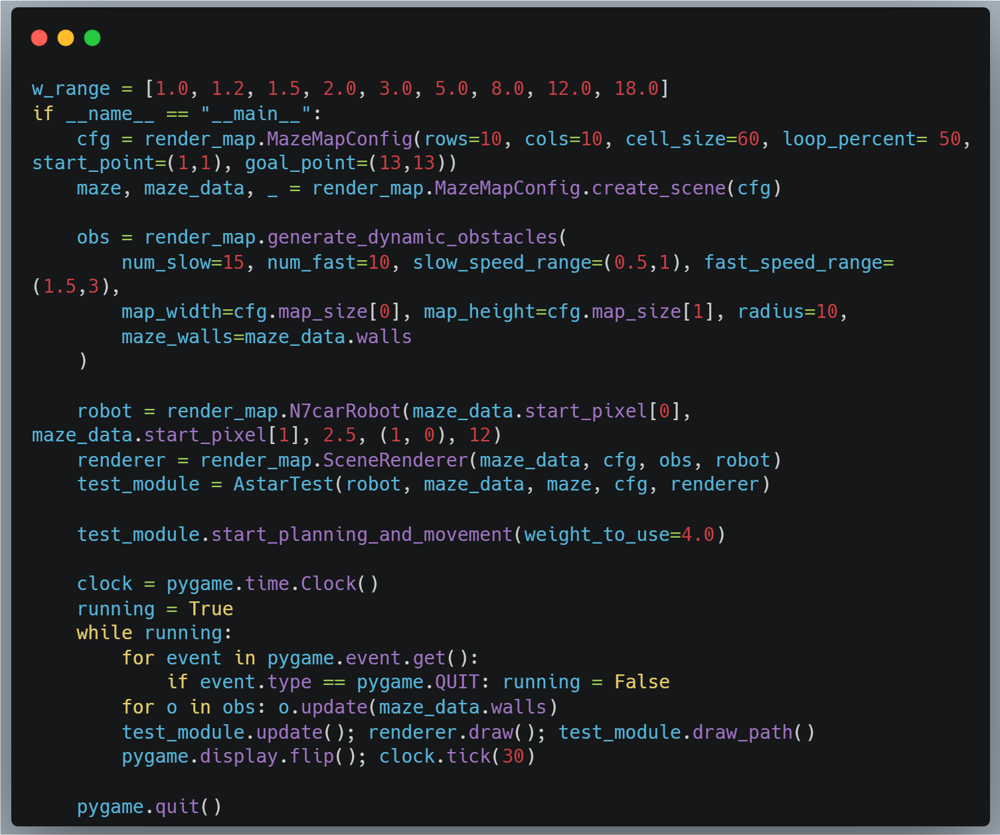 w_range = [1.0, 1.2, 1.5, 2.0, 3.0, 5.0, 8.0, 12.0, 18.0]
if __name__ == "__main__":
    cfg = render_map.MazeMapConfig(rows=10, cols=10, cell_size=60, loop_percent= 50,
start_point=(1,1), goal_point=(13,13))
    maze, maze_data, _ = render_map.MazeMapConfig.create_scene(cfg)

    obs = render_map.generate_dynamic_obstacles(
        num_slow=15, num_fast=10, slow_speed_range=(0.5,1), fast_speed_range=
(1.5,3),
        map_width=cfg.map_size[0], map_height=cfg.map_size[1], radius=10,
        maze_walls=maze_data.walls
    )

    robot = render_map.N7carRobot(maze_data.start_pixel[0],
maze_data.start_pixel[1], 2.5, (1, 0), 12)
    renderer = render_map.SceneRenderer(maze_data, cfg, obs, robot)
    test_module = AstarTest(robot, maze_data, maze, cfg, renderer)

    test_module.start_planning_and_movement(weight_to_use=4.0)

    clock = pygame.time.Clock()
    running = True
    while running:
        for event in pygame.event.get():
            if event.type == pygame.QUIT: running = False
        for o in obs: o.update(maze_data.walls)
        test_module.update(); renderer.draw(); test_module.draw_path()
        pygame.display.flip(); clock.tick(30)

    pygame.quit()